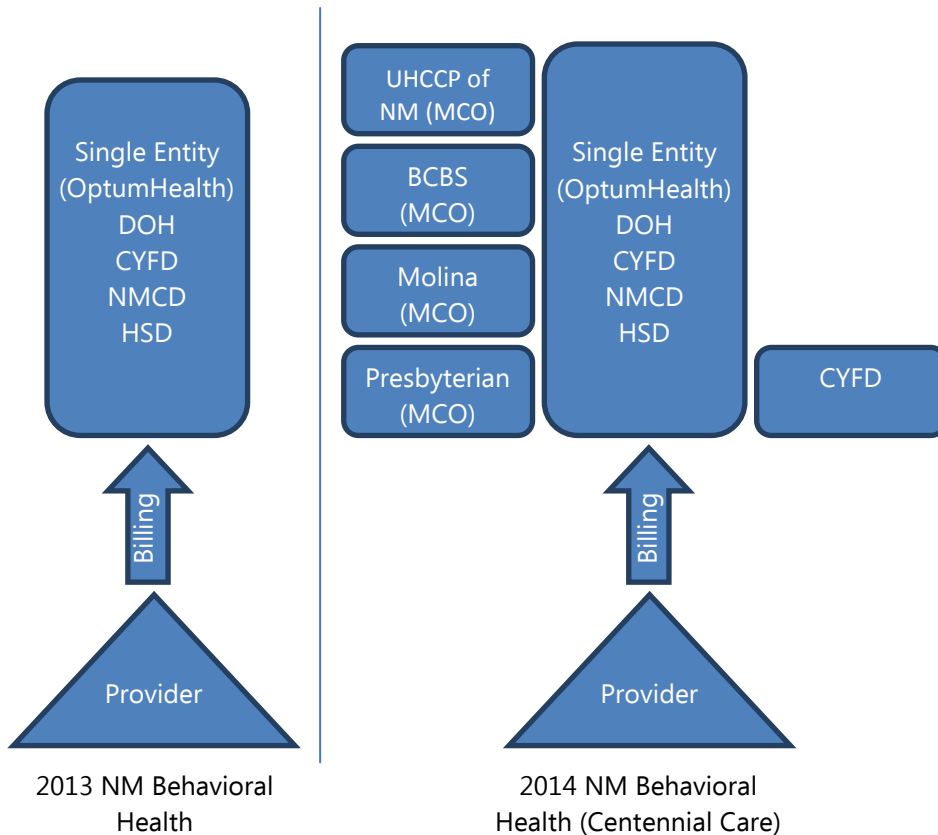 Single Entity
(OptumHealth)
DOH
CYFD
NMCD
HSD
Billing
Provider
2013 NM Behavioral
Health
UHCCP of
NM (MCO)
BCBS
(MCO)
Molina
(MCO)
Presbyterian
(MCO)
Single Entity
(OptumHealth)
DOH
CYFD
NMCD
HSD
CYFD
Billing
Provider
2014 NM Behavioral
Health (Centennial Care)